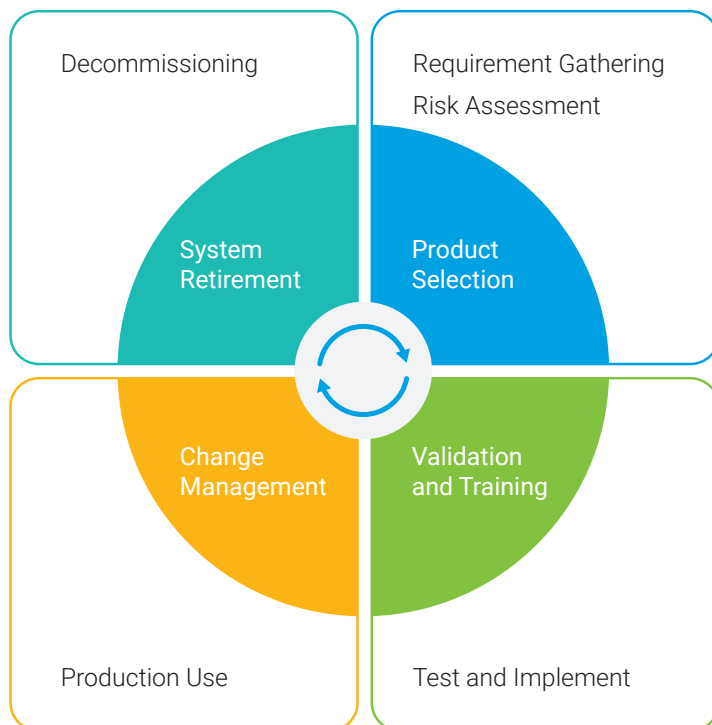 Decommissioning
System
Retirement
Requirement Gathering
Risk Assessment
Product
Selection
Change
Management
Production Use
Validation
and Training
Test and Implement